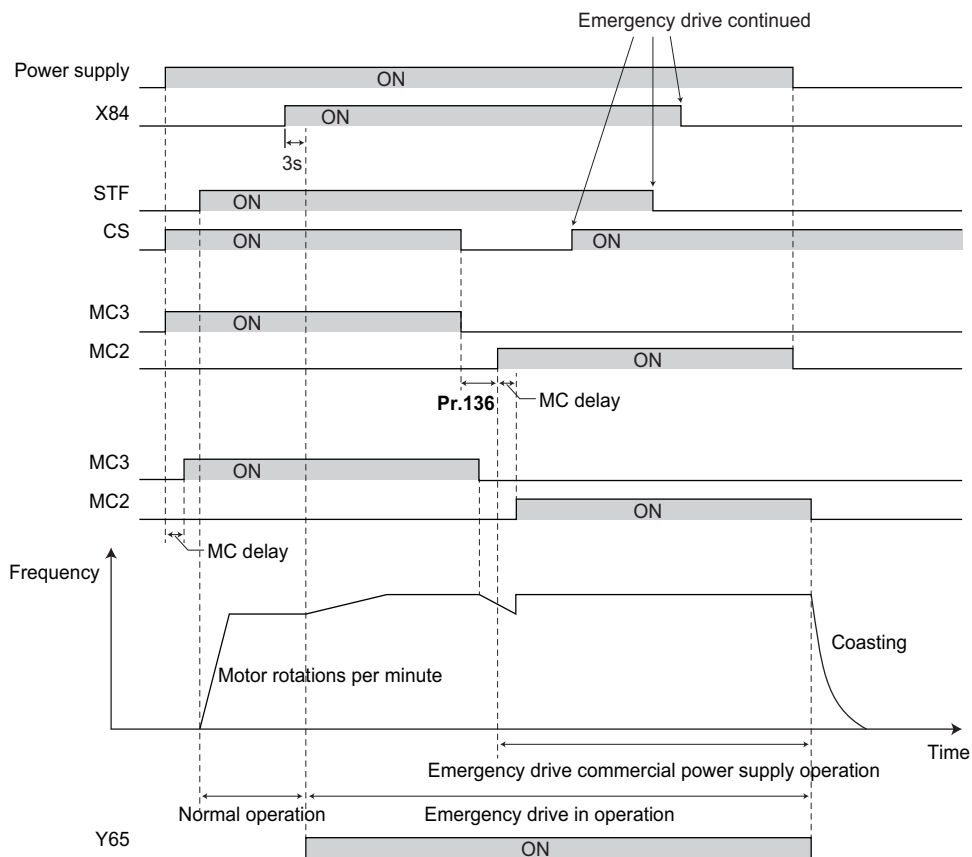 Emergency drive continued
Power supply
ON
X84
ON
3s
STF
ON
CS
ON
ON
MC3
ON
MC2
ON
Pr.136
MC delay
MC3
ON
MC2
ON
MC delay
Frequency
Motor rotations per minute
Coasting
Time
Emergency drive commercial power supply operation
Normal operation
Emergency drive in operation
Y65
ON